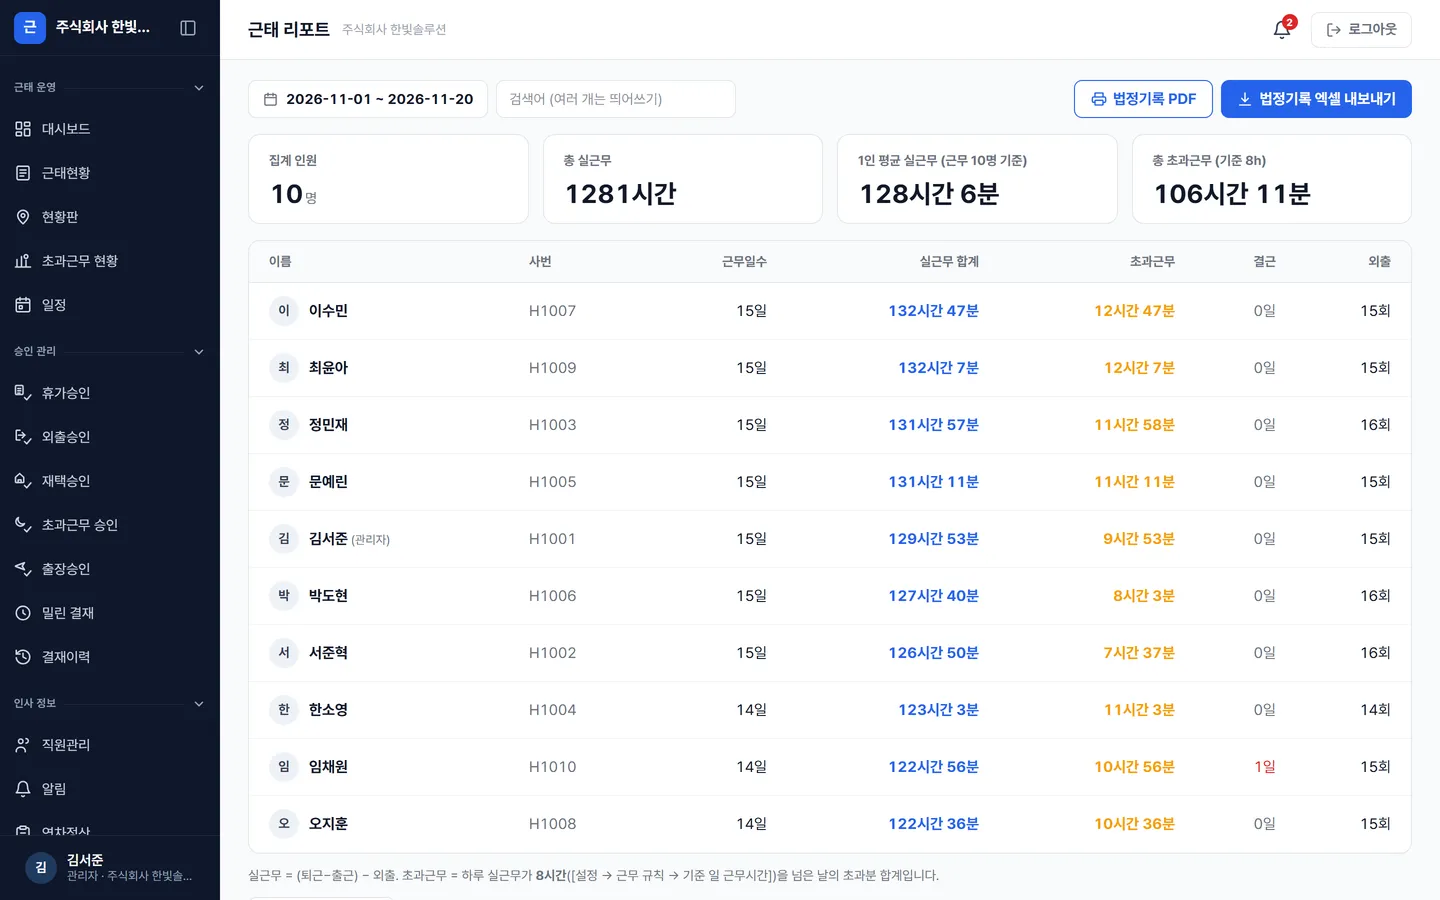 근 주식회사 한빛...
근태 운영
대시보드
근태현황
현황판
초과근무 현황
일정
승인 관리
휴가승인
외출승인
재택승인
초과근무 승인
출장승인
밀린 결재
결재이력
인사 정보
직원관리
알림
연차정산
김 김서준
관리자 · 주식회사 한빛솔...
근태 리포트 주식회사 한빛솔루션
2 로그아웃
2026-11-01 ~ 2026-11-20 검색어 (여러 개는 띄어쓰기) 법정기록 PDF 법정기록 엑셀 내보내기
집계 인원 총 실근무 1인 평균 실근무 (근무 10명 기준) 총 초과근무 (기준 8h)
10 명 1281시간 128시간 6분 106시간 11분
이름 사번 근무일수 실근무 합계 초과근무 결근 외출
이 이수민 H1007 15일 132시간 47분 12시간 47분 0일 15회
최 최윤아 H1009 15일 132시간 7분 12시간 7분 0일 15회
정 정민재 H1003 15일 131시간 57분 11시간 58분 0일 16회
문 문예린 H1005 15일 131시간 11분 11시간 11분 0일 15회
김 김서준 (관리자) H1001 15일 129시간 53분 9시간 53분 0일 15회
박 박도현 H1006 15일 127시간 40분 8시간 3분 0일 16회
서 서준혁 H1002 15일 126시간 50분 7시간 37분 0일 16회
한 한소영 H1004 14일 123시간 3분 11시간 3분 0일 14회
임 임채원 H1010 14일 122시간 56분 10시간 56분 1일 15회
오 오지훈 H1008 14일 122시간 36분 10시간 36분 0일 15회
실근무 = (퇴근−출근) − 외출. 초과근무 = 하루 실근무가 8시간([설정 → 근무 규칙 → 기준 일 근무시간])을 넘은 날의 초과분 합계입니다.